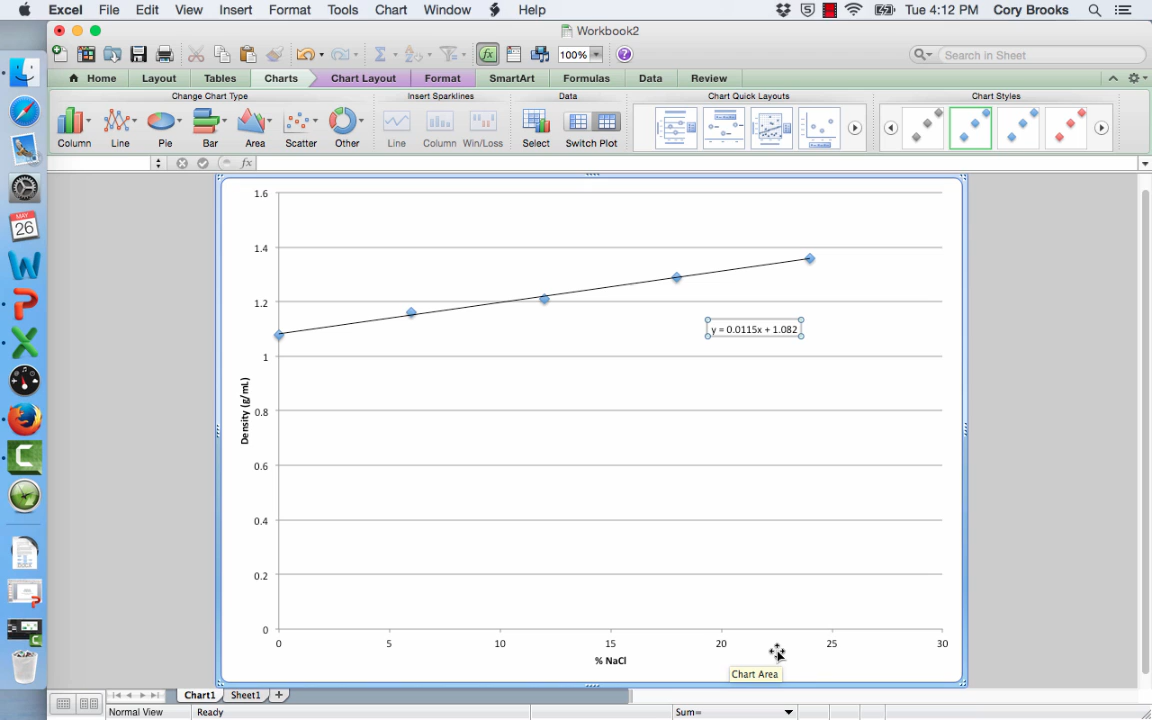 Excel File Edit View Insert Format Tools Chart Window Help Tue 4:12 PM Cory Brooks
Workbook2
100% Search in Sheet
Home Layout Tables Charts Chart Layout Format SmartArt Formulas Data Review
Change Chart Type Insert Sparklines Data Chart Quick Layouts Chart Styles
Column Line Pie Bar Area Scatter Other Line Column Win/Loss Select Switch Plot
fx
MAY
26
1.6
1.4
1.2
y = 0.0115x + 1.082
1
Density (g/mL)
0.8
0.6
0.4
0.2
0
0 5 10 15 20 25 30
% NaCl
Chart Area
Chart1 Sheet1
Normal View Ready Sum=